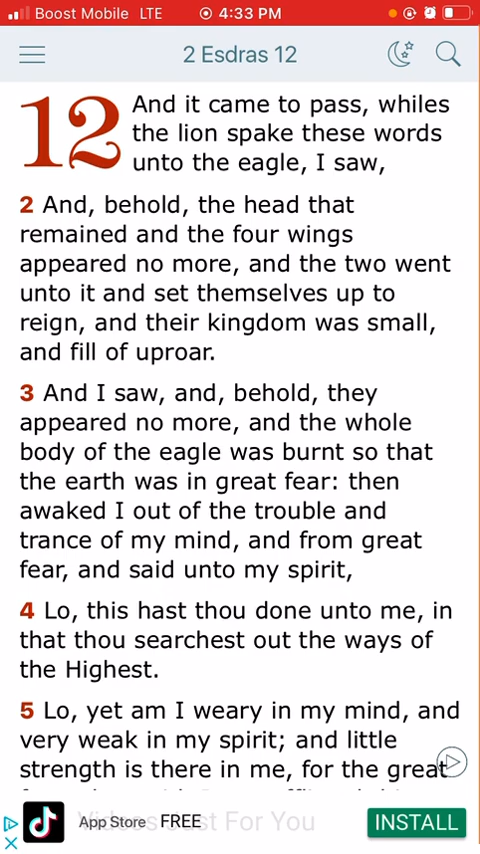 Boost Mobile LTE 4:33 PM
2 Esdras 12
12 And it came to pass, whiles
the lion spake these words
unto the eagle, I saw,
2 And, behold, the head that
remained and the four wings
appeared no more, and the two went
unto it and set themselves up to
reign, and their kingdom was small,
and fill of uproar.
3 And I saw, and, behold, they
appeared no more, and the whole
body of the eagle was burnt so that
the earth was in great fear: then
awaked I out of the trouble and
trance of my mind, and from great
fear, and said unto my spirit,
4 Lo, this hast thou done unto me, in
that thou searchest out the ways of
the Highest.
5 Lo, yet am I weary in my mind, and
very weak in my spirit; and little
strength is there in me, for the great
Videos Just For You
App Store FREE
INSTALL